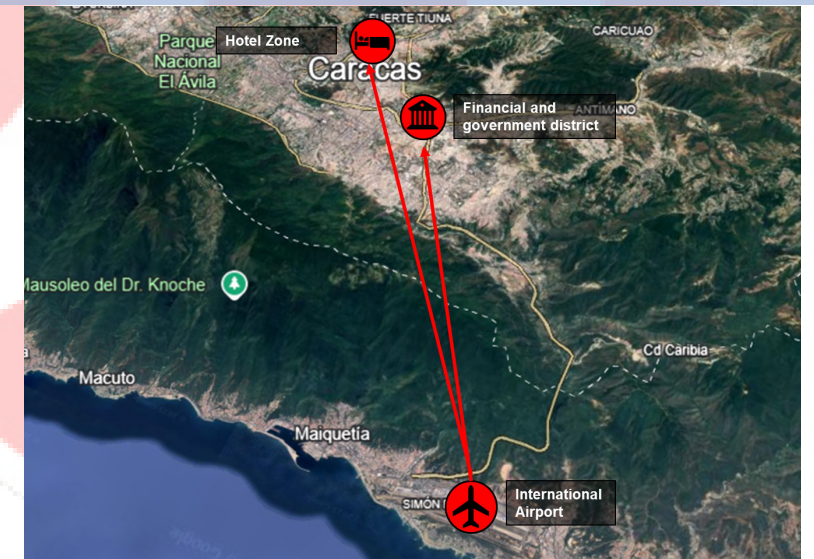 FUERTE TIUNA
CARICUAO
Parque
Nacional
El Ávila
Hotel Zone
Caracas
Financial and
government district
ANTÍMANO
Mausoleo del Dr. Knoche
Cd Caribia
Macuto
Maiquetía
SIMÓN
International
Airport